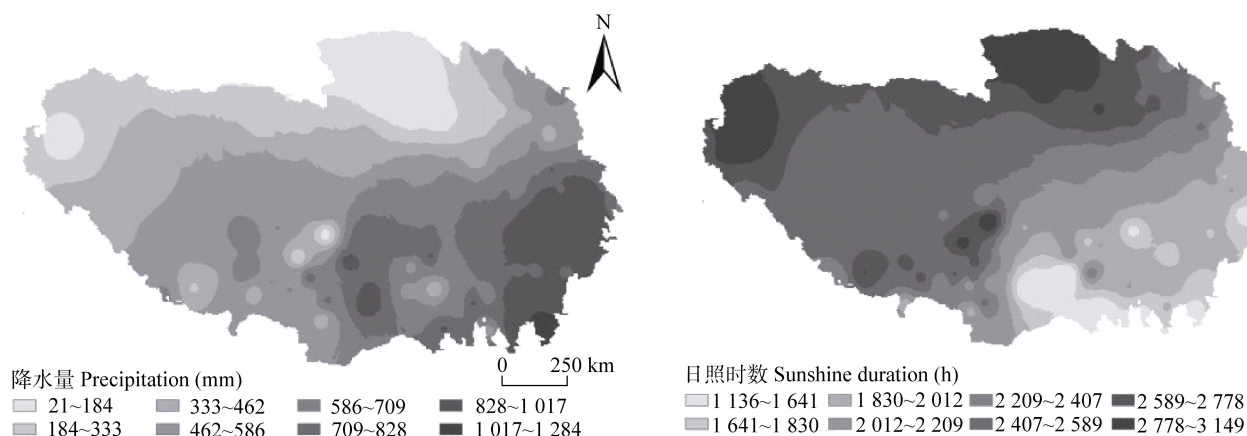 N
0 250 km
降水量 Precipitation (mm)
21~184 333~462 586~709 828~1 017
184~333 462~586 709~828 1 017~1 284
日照时数 Sunshine duration (h)
1 136~1 641 1 830~2 012 2 209~2 407 2 589~2 778
1 641~1 830 2 012~2 209 2 407~2 589 2 778~3 149